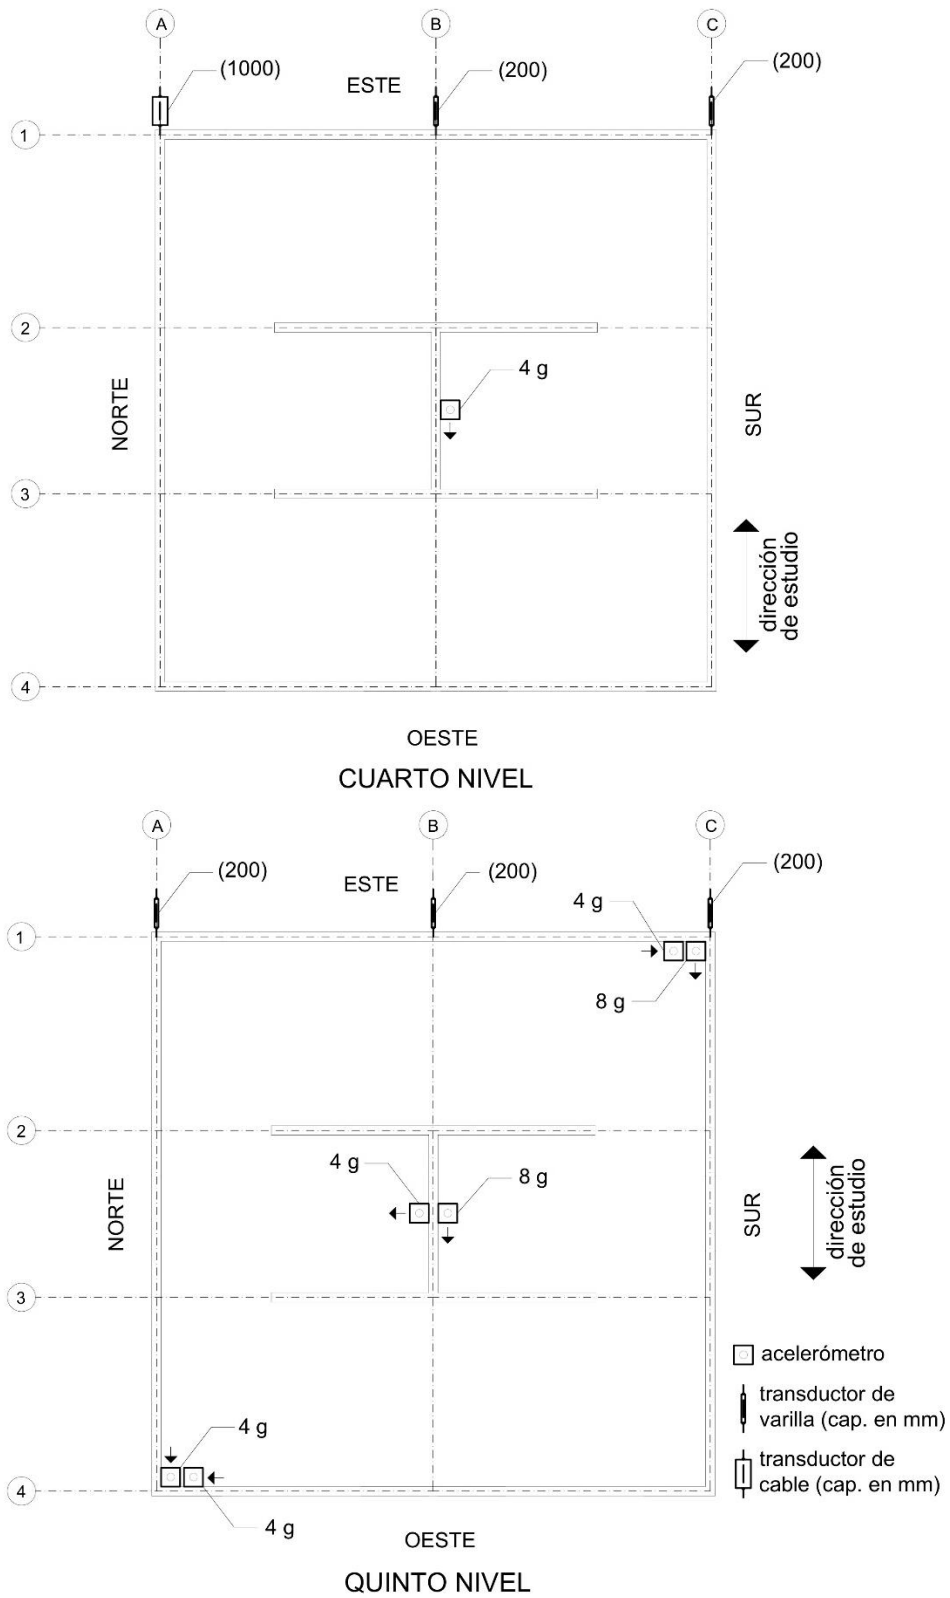 A
B
C
(1000)
ESTE
(200)
(200)
1
2
4 g
NORTE
SUR
3
dirección
de estudio
4
OESTE
CUARTO NIVEL
A
B
C
(200)
ESTE
(200)
(200)
4 g
1
8 g
2
4 g
8 g
NORTE
SUR
dirección
de estudio
3
acelerómetro
transductor de
varilla (cap. en mm)
4 g
transductor de
cable (cap. en mm)
4
4 g
OESTE
QUINTO NIVEL